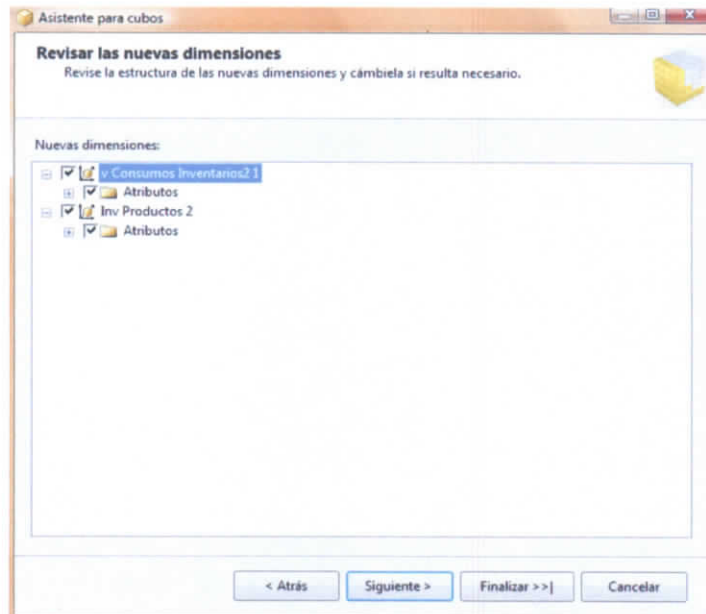 Asistente para cubos
Revisar las nuevas dimensiones
Revise la estructura de las nuevas dimensiones y cámbiela si resulta necesario.
Nuevas dimensiones:
v Consumos Inventarios2 1
Atributos
Inv Productos 2
Atributos
< Atrás Siguiente > Finalizar >>| Cancelar